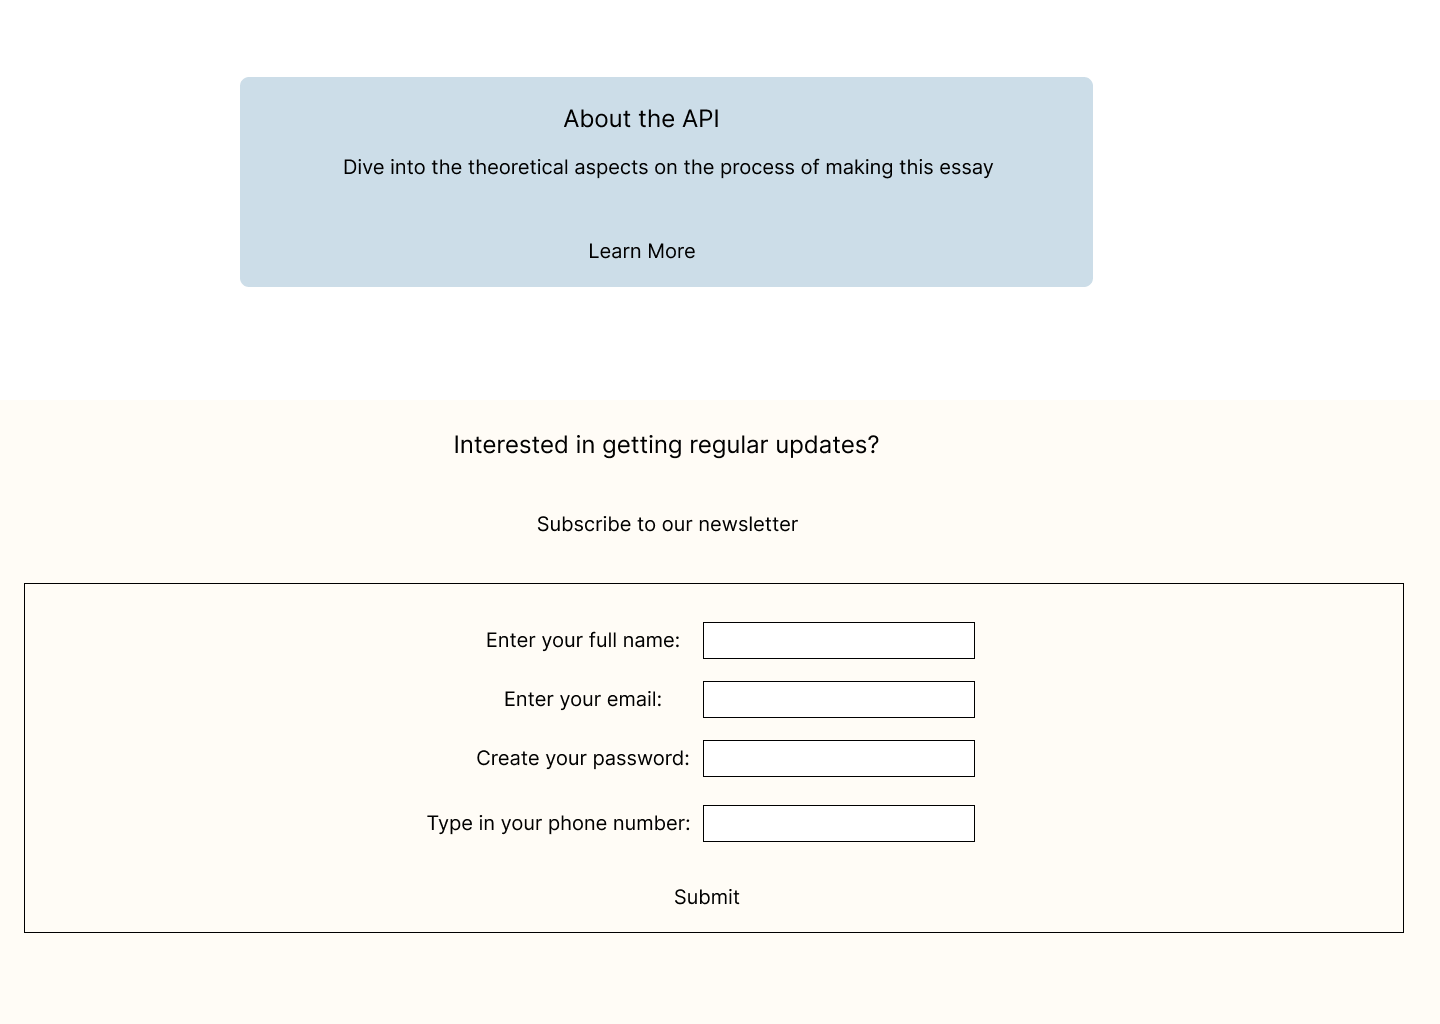 About the API
Dive into the theoretical aspects on the process of making this essay
Learn More
Interested in getting regular updates?
Subscribe to our newsletter
Enter your full name:
Enter your email:
Create your password:
Type in your phone number:
Submit